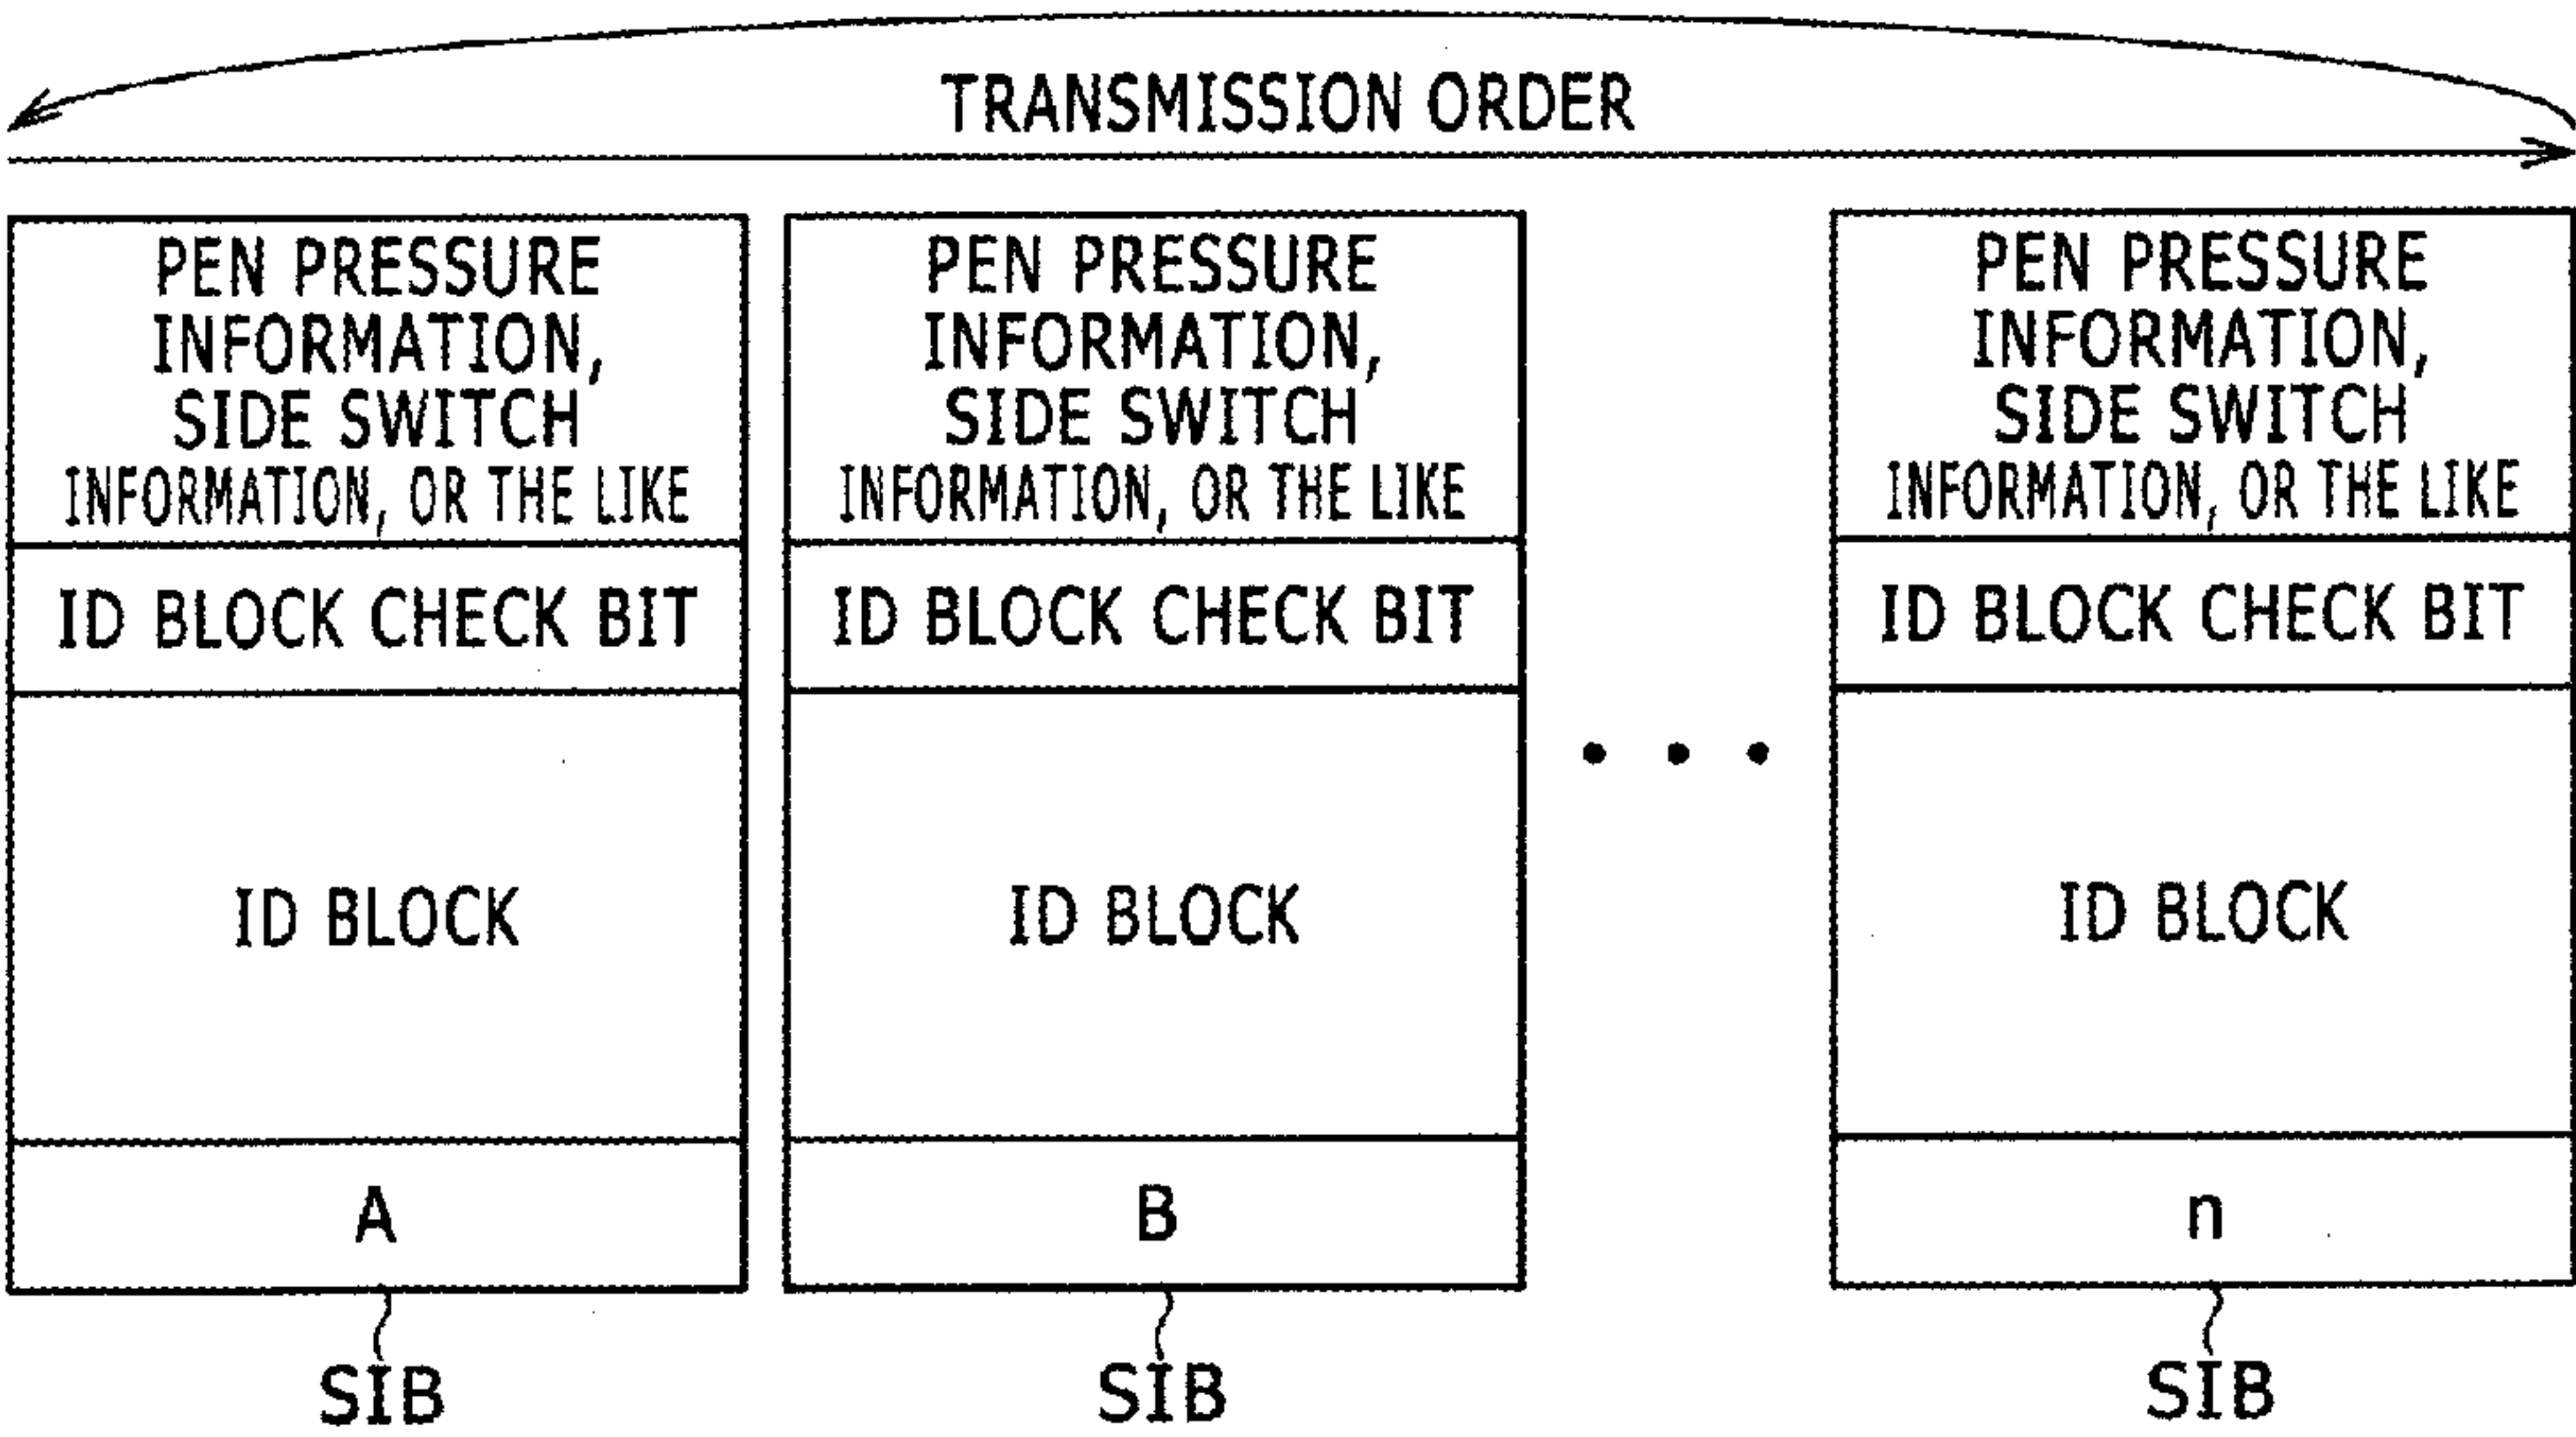 TRANSMISSION ORDER
PEN PRESSURE
INFORMATION,
SIDE SWITCH
INFORMATION, OR THE LIKE
ID BLOCK CHECK BIT
ID BLOCK
A
SIB
PEN PRESSURE
INFORMATION,
SIDE SWITCH
INFORMATION, OR THE LIKE
ID BLOCK CHECK BIT
ID BLOCK
B
SIB
• • •
PEN PRESSURE
INFORMATION,
SIDE SWITCH
INFORMATION, OR THE LIKE
ID BLOCK CHECK BIT
ID BLOCK
n
SIB